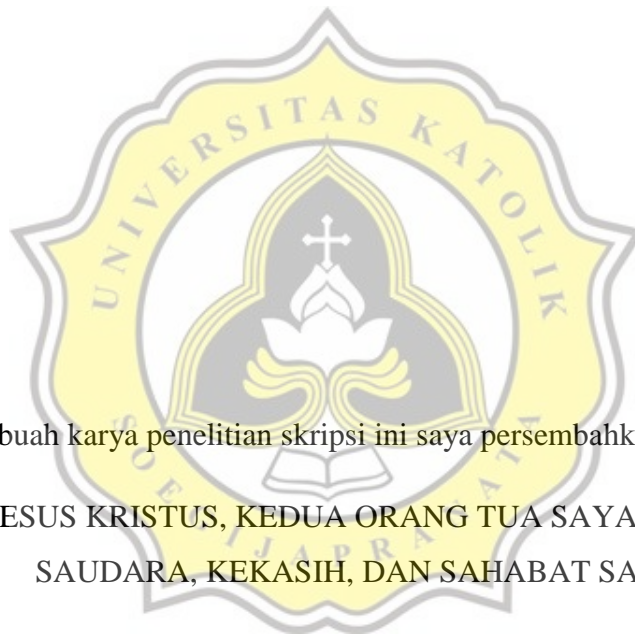 UNIVERSITAS KATOLIK
SOEGIJAPRANATA
buah karya penelitian skripsi ini saya persembahk
ESUS KRISTUS, KEDUA ORANG TUA SAYA
SAUDARA, KEKASIH, DAN SAHABAT SA